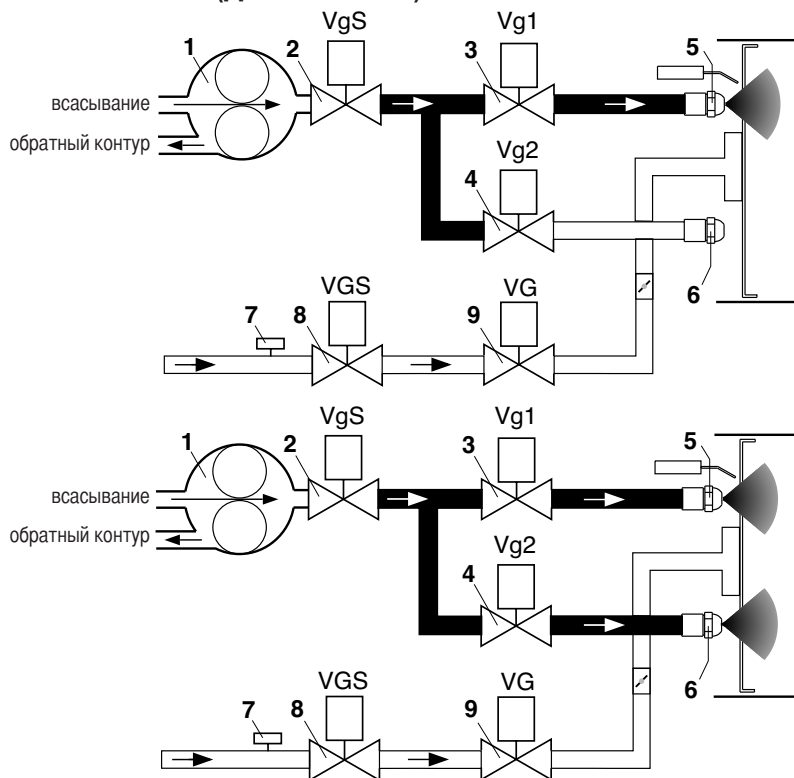 VgS
Vg1
1
2
3
5
всасывание
обратный контур
Vg2
4
6
VGS
VG
7
8
9
VgS
Vg1
1
2
3
5
всасывание
обратный контур
Vg2
4
6
VGS
VG
7
8
9